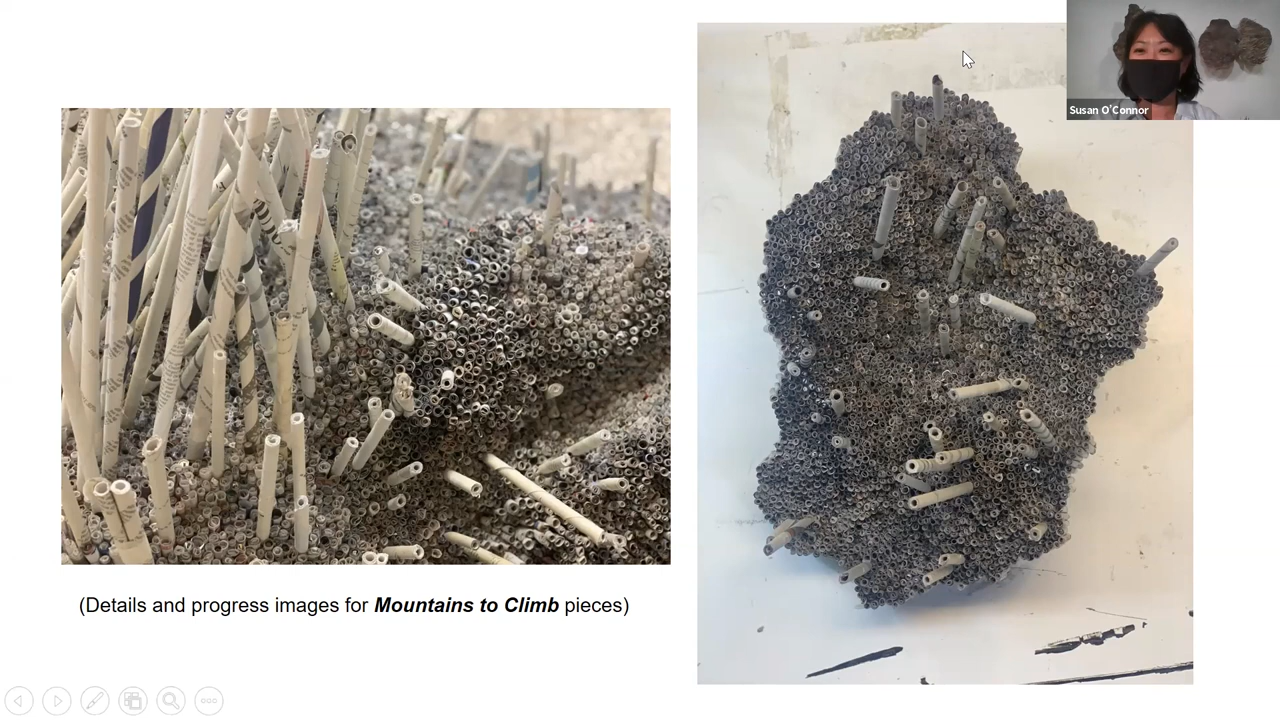 Susan O'Connor
(Details and progress images for Mountains to Climb pieces)